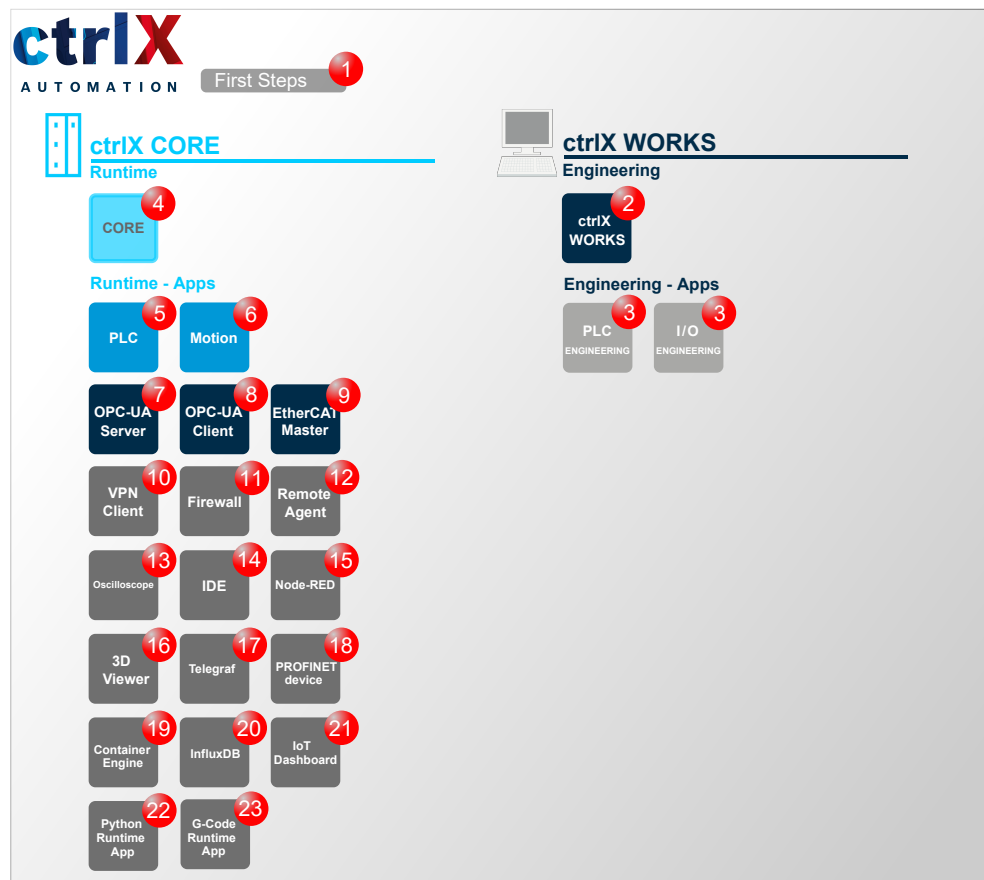 ctrlX
AUTOMATION
First Steps
1
ctrlX CORE
Runtime
4
CORE
Runtime - Apps
5
PLC
6
Motion
7
OPC-UA
Server
8
OPC-UA
Client
9
EtherCAT
Master
10
VPN
Client
11
Firewall
12
Remote
Agent
13
Oscilloscope
14
IDE
15
Node-RED
16
3D
Viewer
17
Telegraf
18
PROFINET
device
19
Container
Engine
20
InfluxDB
21
IoT
Dashboard
22
Python
Runtime
App
23
G-Code
Runtime
App
ctrlX WORKS
Engineering
2
ctrlX
WORKS
Engineering - Apps
3
PLC
ENGINEERING
3
I/O
ENGINEERING